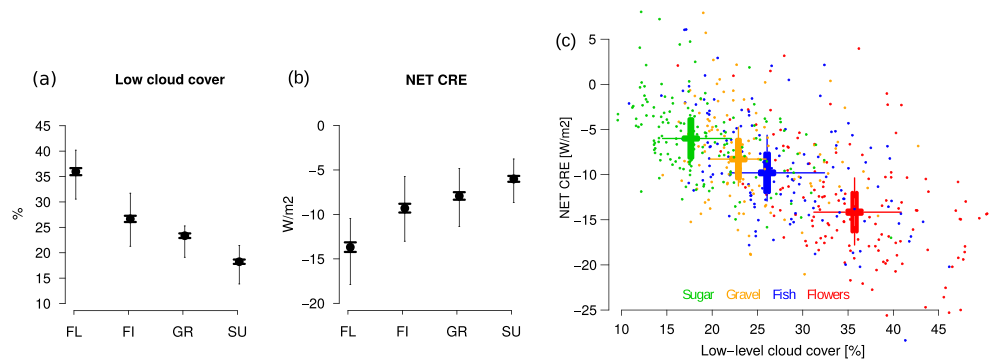 (a)
Low cloud cover
%
45
40
35
30
25
20
15
10
FL FI GR SU
(b)
NET CRE
W/m2
0
−5
−10
−15
−20
FL FI GR SU
(c)
NET CRE [W/m2]
5
0
−5
−10
−15
−20
−25
Sugar Gravel Fish Flowers
10 15 20 25 30 35 40 45
Low−level cloud cover [%]